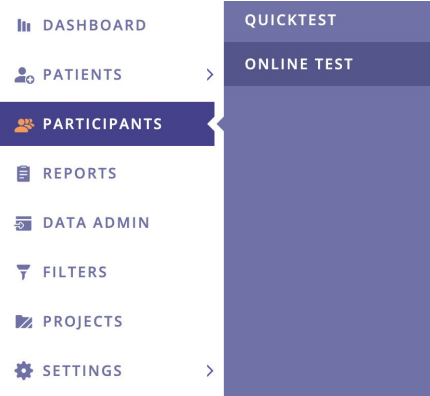 DASHBOARD
PATIENTS
PARTICIPANTS
REPORTS
DATA ADMIN
FILTERS
PROJECTS
SETTINGS
QUICKTEST
ONLINE TEST